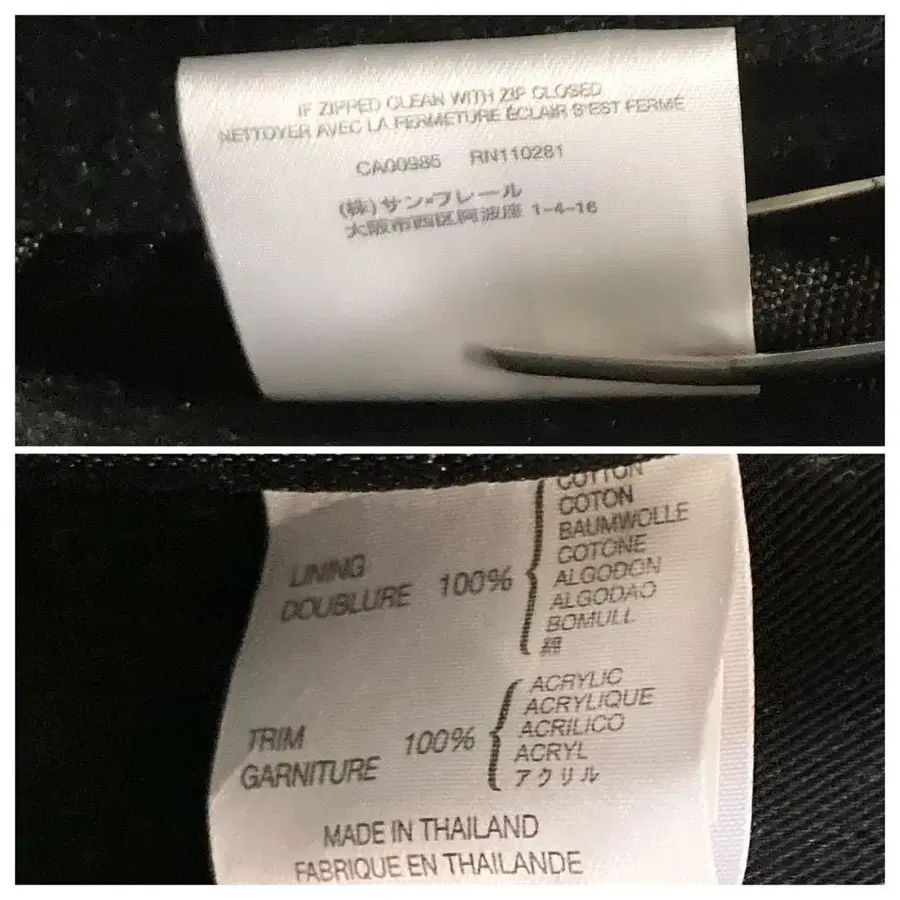 IF ZIPPED CLEAN WITH ZIP CLOSED
NETTOYER AVEC LA FERMETURE ÉCLAIR S'EST FERMÉ
CA00985 RN110281
(株)サン・フレール
大阪市西区阿波座 1-4-16
COTTON
COTON
BAUMWOLLE
COTONE
ALGODON
ALGODAO
BOMULL
綿
LINING
DOUBLURE 100%
ACRYLIC
ACRYLIQUE
ACRILICO
ACRYL
アクリル
TRIM
GARNITURE 100%
MADE IN THAILAND
FABRIQUE EN THAILANDE